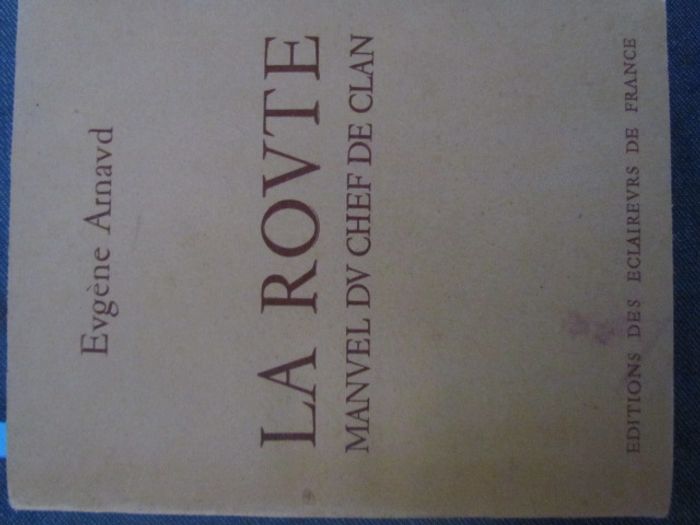 Evgène Arnavd
LA ROVTE
MANVEL DV CHEF DE CLAN
EDITIONS DES ECLAIREVRS DE FRANCE